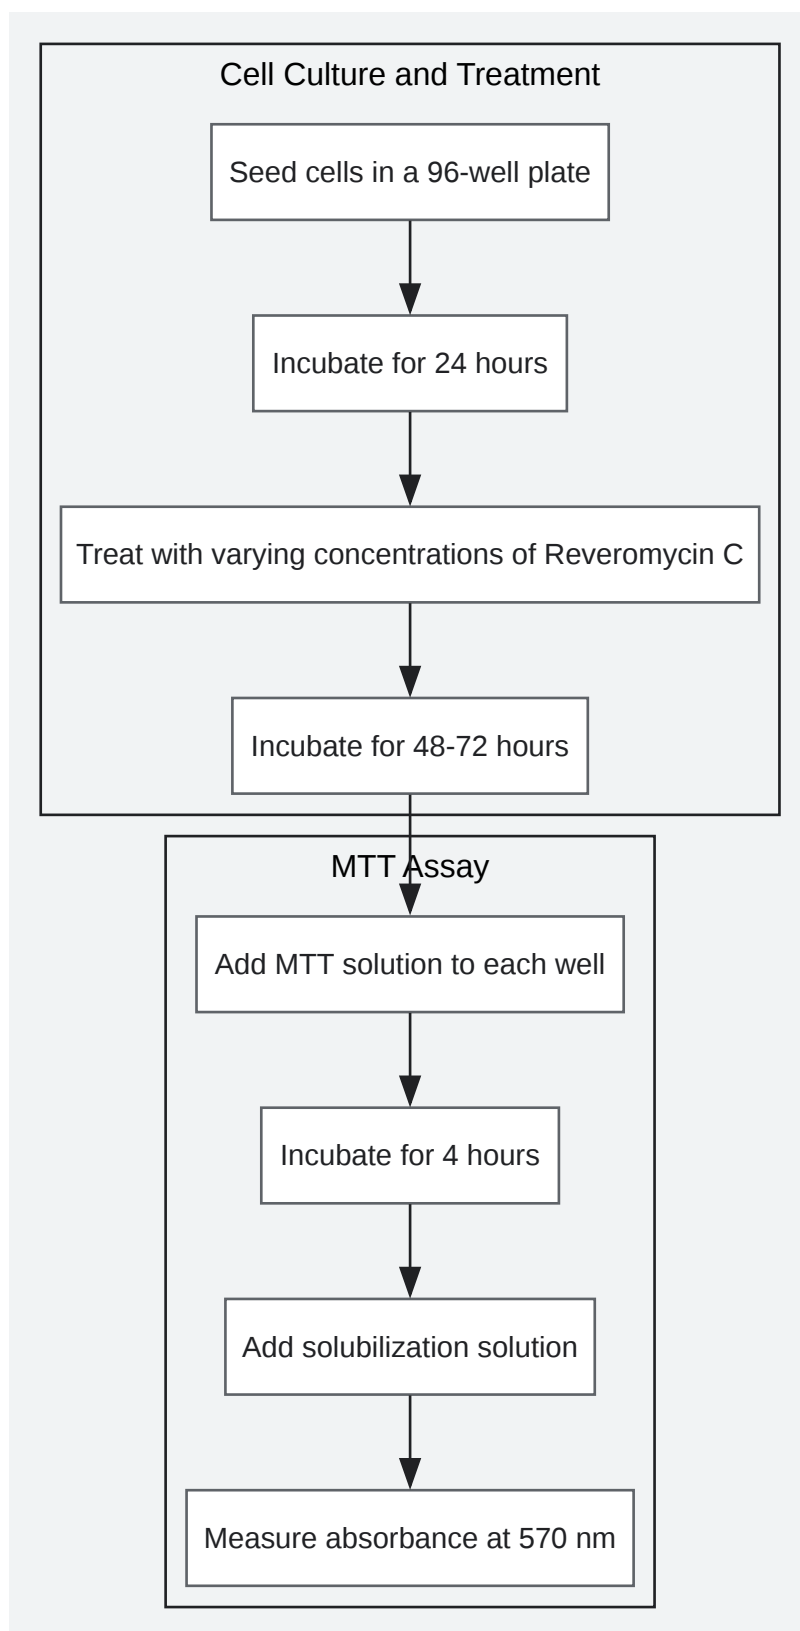 Cell Culture and Treatment
Seed cells in a 96-well plate
Incubate for 24 hours
Treat with varying concentrations of Reveromycin C
Incubate for 48-72 hours
MTT Assay
Add MTT solution to each well
Incubate for 4 hours
Add solubilization solution
Measure absorbance at 570 nm